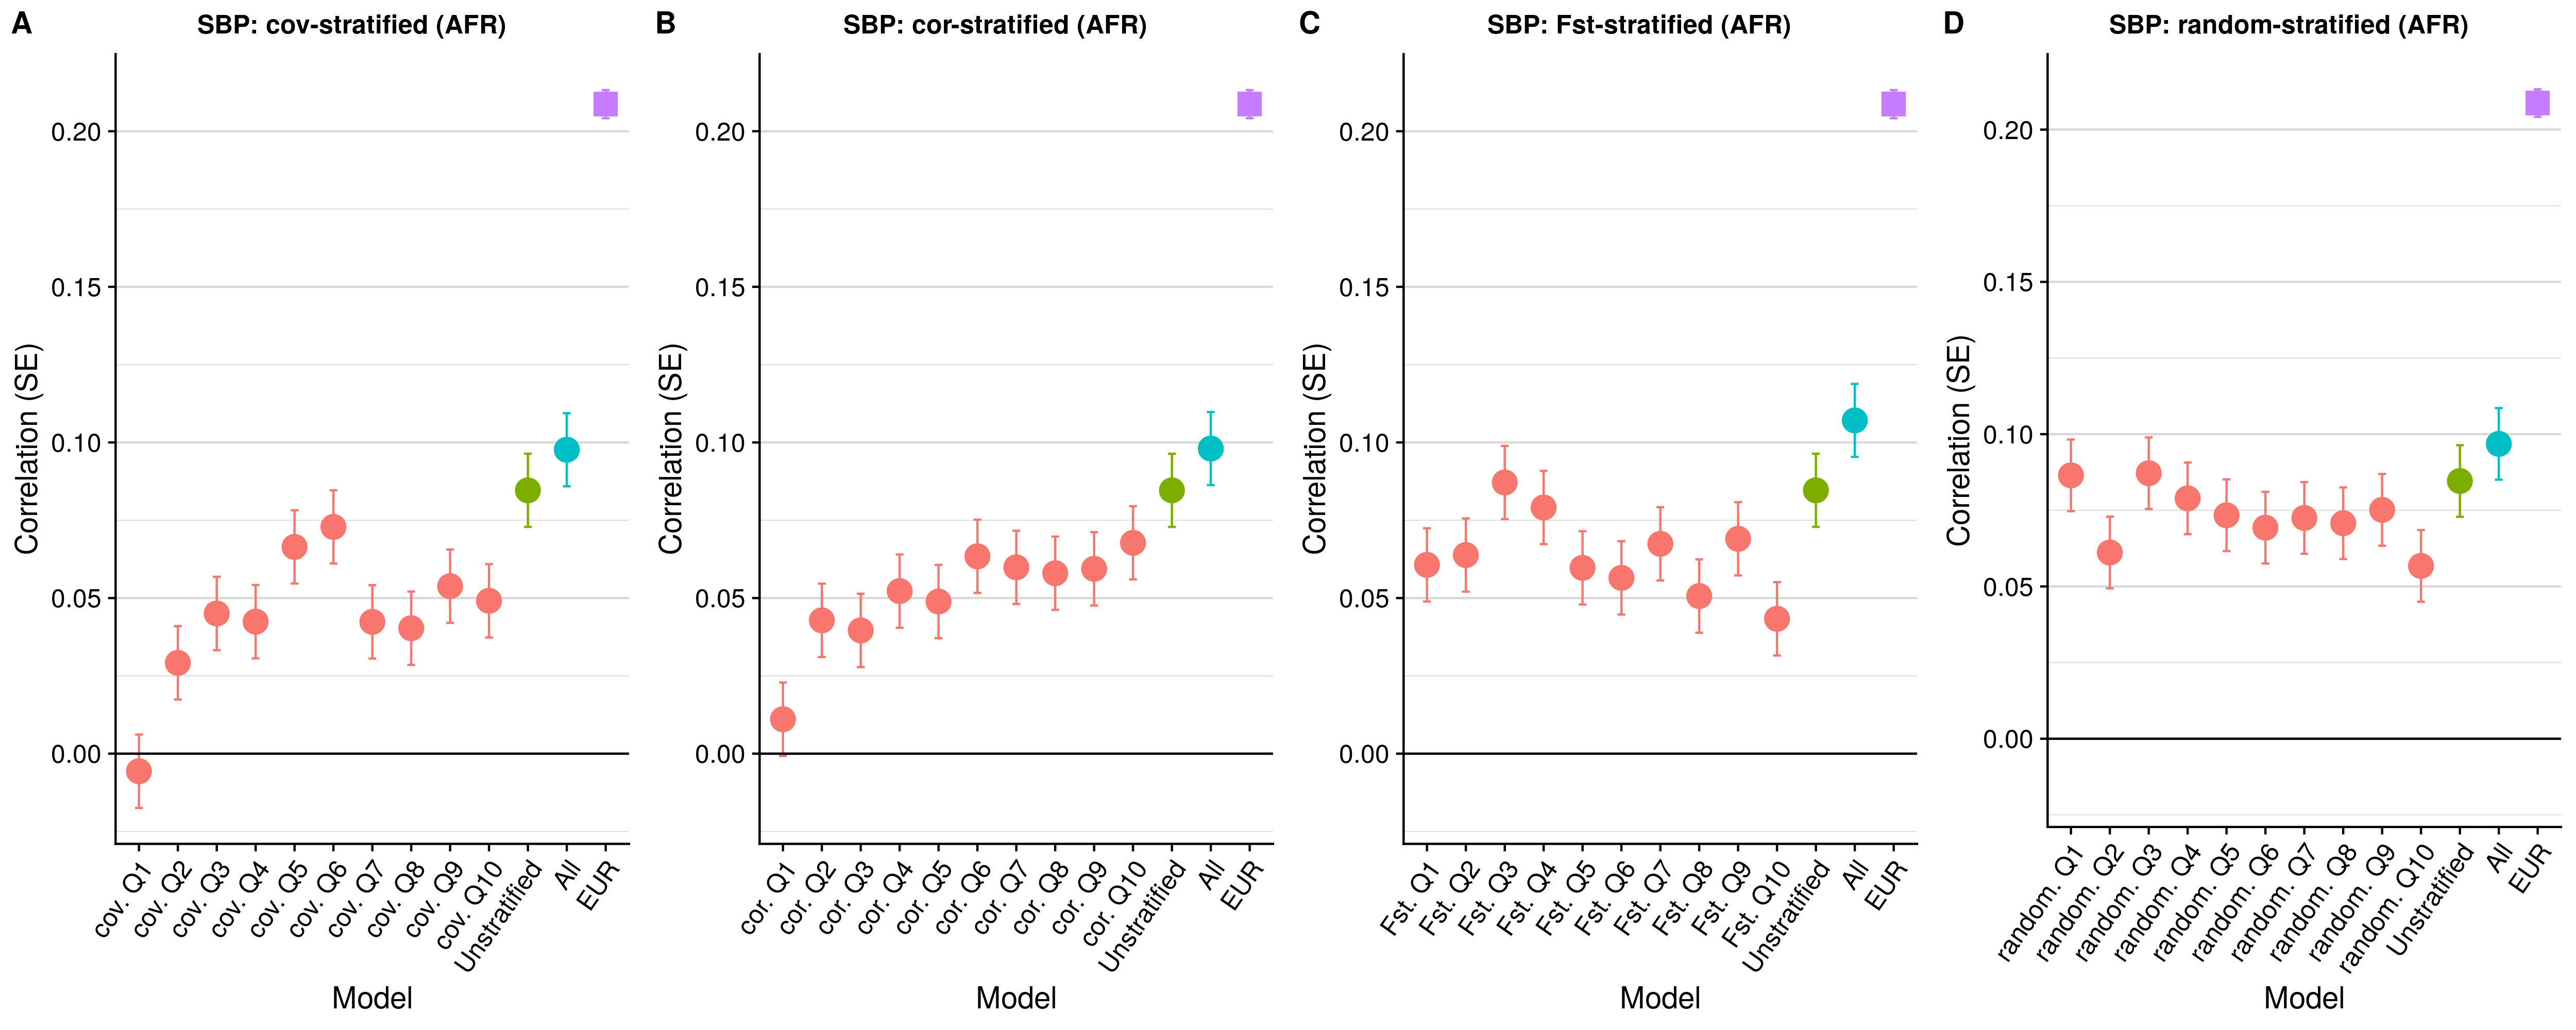 A
SBP: cov-stratified (AFR)
Correlation (SE)
0.20
0.15
0.10
0.05
0.00
cov. Q1
cov. Q2
cov. Q3
cov. Q4
cov. Q5
cov. Q6
cov. Q7
cov. Q8
cov. Q9
cov. Q10
Unstratified
All
EUR
Model
B
SBP: cor-stratified (AFR)
Correlation (SE)
0.20
0.15
0.10
0.05
0.00
cor. Q1
cor. Q2
cor. Q3
cor. Q4
cor. Q5
cor. Q6
cor. Q7
cor. Q8
cor. Q9
cor. Q10
Unstratified
All
EUR
Model
C
SBP: Fst-stratified (AFR)
Correlation (SE)
0.20
0.15
0.10
0.05
0.00
Fst. Q1
Fst. Q2
Fst. Q3
Fst. Q4
Fst. Q5
Fst. Q6
Fst. Q7
Fst. Q8
Fst. Q9
Fst. Q10
Unstratified
All
EUR
Model
D
SBP: random-stratified (AFR)
Correlation (SE)
0.20
0.15
0.10
0.05
0.00
random. Q1
random. Q2
random. Q3
random. Q4
random. Q5
random. Q6
random. Q7
random. Q8
random. Q9
random. Q10
Unstratified
All
EUR
Model